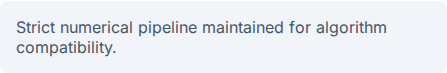 Strict numerical pipeline maintained for algorithm
compatibility.